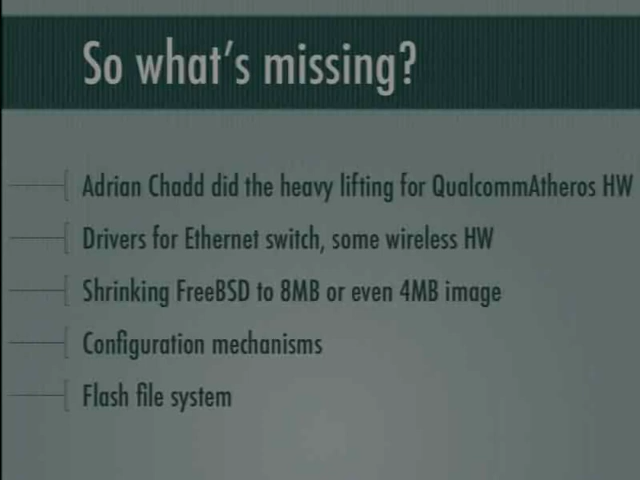 So what's missing?
Adrian Chadd did the heavy lifting for QualcommAtheros HW
Drivers for Ethernet switch, some wireless HW
Shrinking FreeBSD to 8MB or even 4MB image
Configuration mechanisms
Flash file system